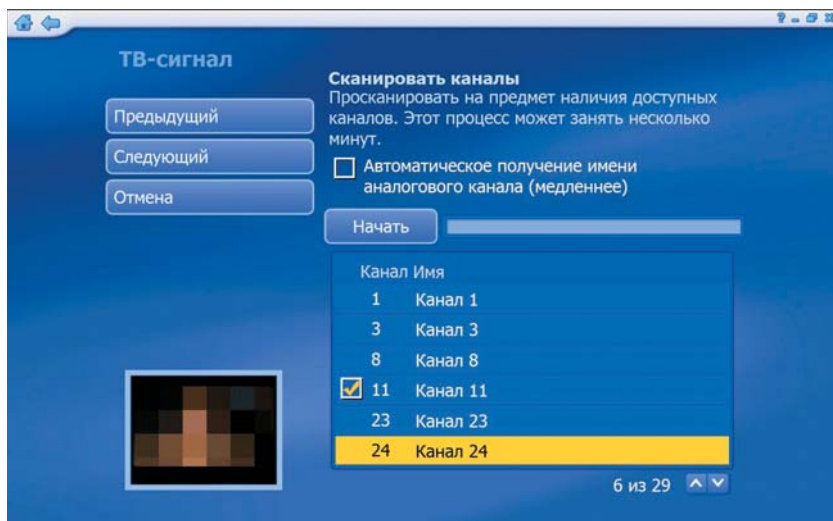 ТВ-сигнал
Предыдущий
Следующий
Отмена
Сканировать каналы
Просканировать на предмет наличия доступных
каналов. Этот процесс может занять несколько
минут.
Автоматическое получение имени
аналогового канала (медленнее)
Начать
Канал Имя
1 Канал 1
3 Канал 3
8 Канал 8
11 Канал 11
23 Канал 23
24 Канал 24
6 из 29